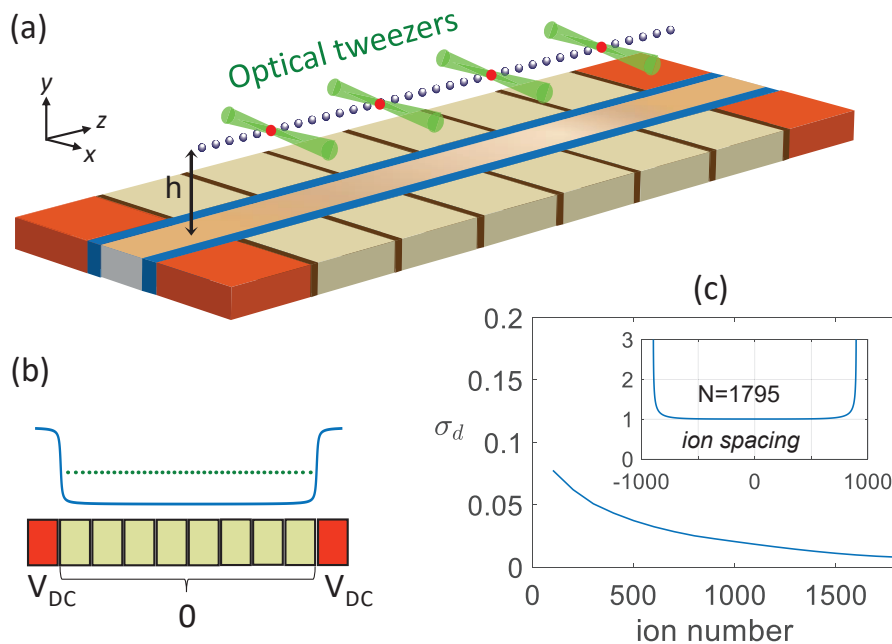 (a)
Optical tweezers
y
z
x
h
(b)
V_DC
0
V_DC
(c)
0.2
0.15
0.1
0.05
0
σ_d
0
500
1000
1500
ion number
3
2
1
0
N=1795
ion spacing
-1000
0
1000